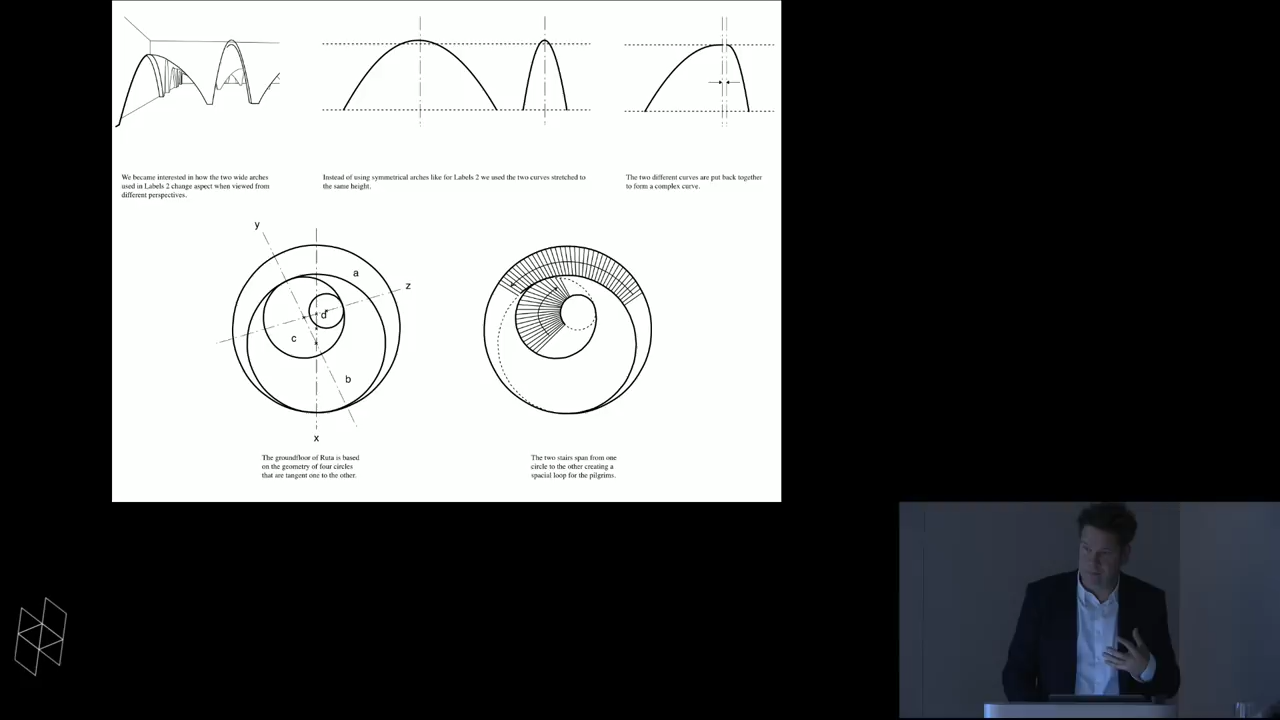 We became interested in how the two wide arches
used in Labels 2 change aspect when viewed from
different perspectives.
Instead of using symmetrical arches like for Labels 2 we used the two curves stretched to
the same height.
The two different curves are put back together
to form a complex curve.
y
a
z
d
c
b
x
The groundfloor of Ruta is based
on the geometry of four circles
that are tangent one to the other.
The two stairs span from one
circle to the other creating a
spacial loop for the pilgrims.